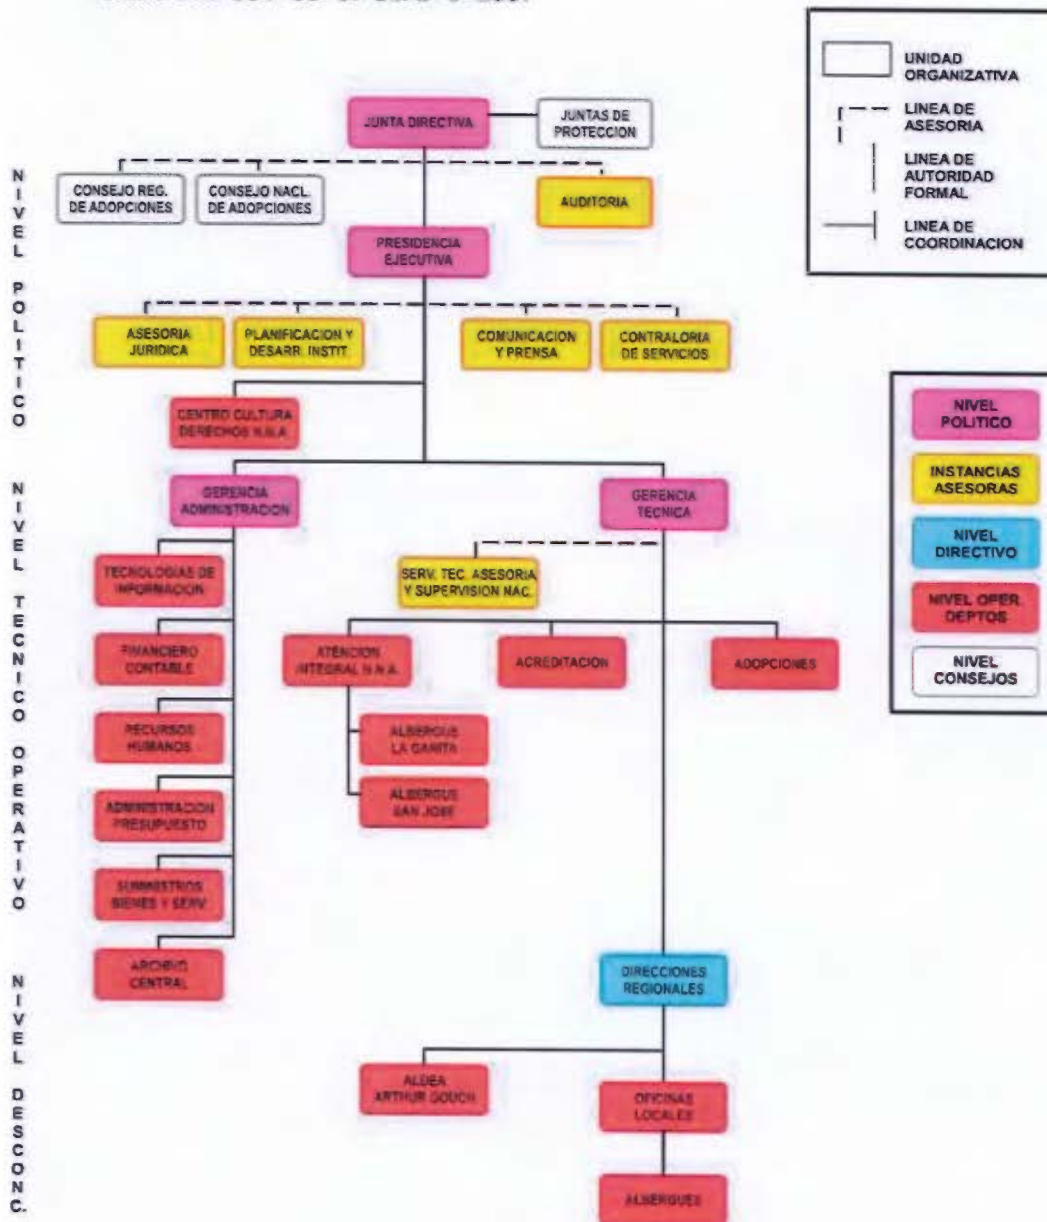 UNIDAD
ORGANIZATIVA
LINEA DE
ASESORIA
LINEA DE
AUTORIDAD
FORMAL
LINEA DE
COORDINACION
JUNTA DIRECTIVA
JUNTAS DE
PROTECCION
NIVEL POLITICO
CONSEJO REG.
DE ADOPCIONES
CONSEJO NACL.
DE ADOPCIONES
AUDITORIA
PRESIDENCIA
EJECUTIVA
ASESORIA
JURIDICA
PLANIFICACION Y
DESARR. INSTIT.
COMUNICACION
Y PRENSA
CONTRALORIA
DE SERVICIOS
CENTRO CULTURA
DERECHOS N.N.A.
NIVEL
POLITICO
INSTANCIAS
ASESORAS
NIVEL
DIRECTIVO
NIVEL OPER.
DEPTOS
NIVEL
CONSEJOS
NIVEL TECNICO OPERATIVO
GERENCIA
ADMINISTRACION
GERENCIA
TECNICA
TECNOLOGIAS DE
INFORMACION
SERV. TEC. ASESORIA
Y SUPERVISION NAC.
FINANCIERO
CONTABLE
ATENCION
INTEGRAL N.N.A.
ACREDITACION
ADOPCIONES
RECURSOS
HUMANOS
ALBERGUE
LA GARITA
ADMINISTRACION
PRESUPUESTO
ALBERGUE
SAN JOSE
SUMINISTROS
BIENES Y SERV.
ARCHIVO
CENTRAL
NIVEL DESCONC.
DIRECCIONES
REGIONALES
ALDEA
ARTHUR GOUGH
OFICINAS
LOCALES
ALBERGUES